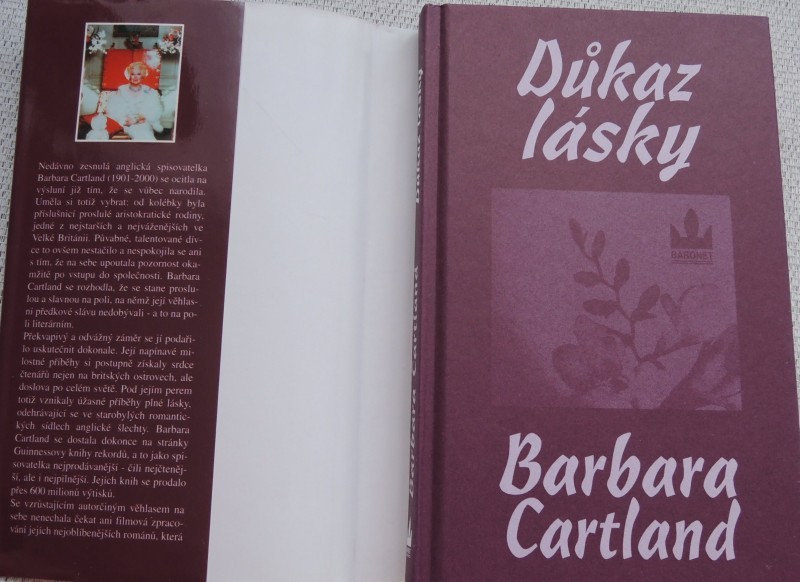 Nedávno zesnulá anglická spisovatelka
Barbara Cartland (1901-2000) se ocitla na
výsluní již tím, že se vůbec narodila.
Uměla si totiž vybrat: od kolébky byla
příslušnicí proslulé aristokratické rodiny,
jedné z nejstarších a nejváženějších ve
Velké Británii. Půvabné, talentované dív-
ce to ovšem nestačilo a nespokojila se ani
s tím, že na sebe upoutala pozornost oka-
mžitě po vstupu do společnosti. Barbara
Cartland se rozhodla, že se stane proslu-
lou a slavnou na poli, na němž její věhlas-
ní předkové slávu nedobývali - a to na po-
li literárním.
Překvapivý a odvážný záměr se jí podaři-
lo uskutečnit dokonale. Její napínavé mi-
lostné příběhy si postupně získaly srdce
čtenářů nejen na britských ostrovech, ale
doslova po celém světě. Pod jejím perem
totiž vznikaly úžasné příběhy plné lásky,
odehrávající se ve starobylých romantic-
kých sídlech anglické šlechty. Barbara
Cartland se dostala dokonce na stránky
Guinnessovy knihy rekordů, a to jako spi-
sovatelka nejprodávanější - čili nejčteněj-
ší, ale i nejpilnější. Jejích knih se prodalo
přes 600 milionů výtisků.
Se vzrůstajícím autorčiným věhlasem na
sebe nenechala čekat ani filmová zpraco-
vání jejích nejoblíbenějších románů, která
Barbara Cartland Důkaz lásky
Důkaz
lásky
BARONET
Barbara
Cartland